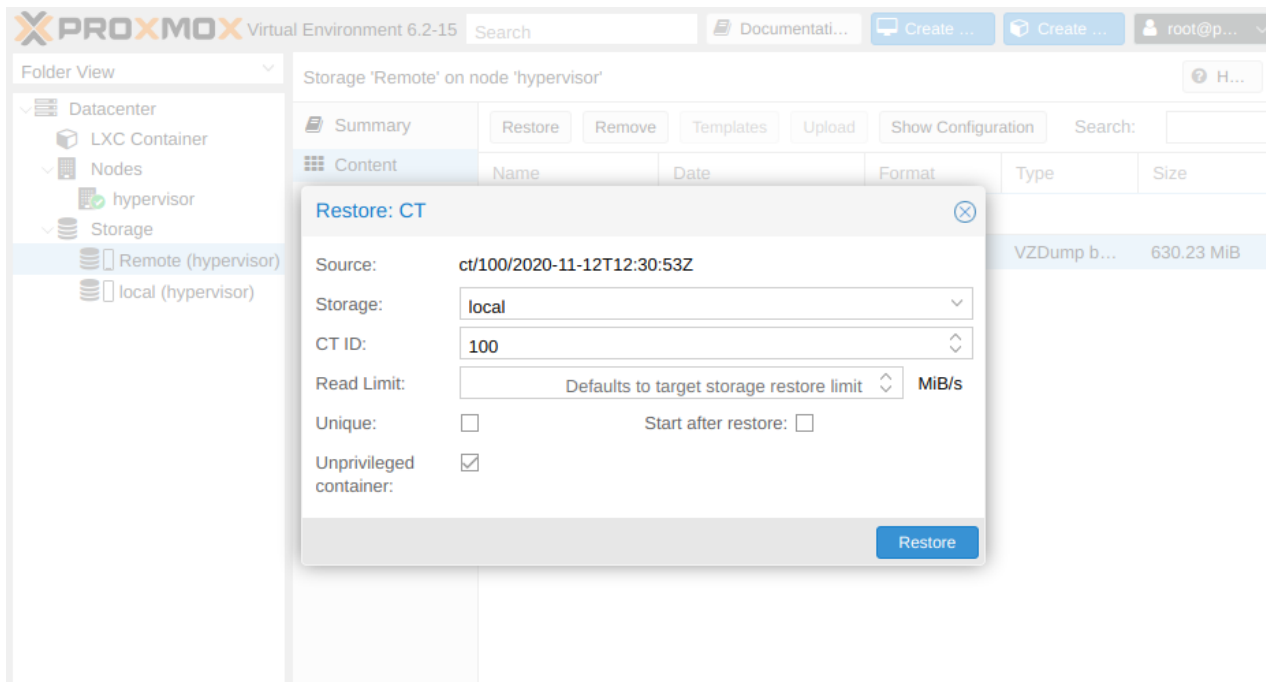 PROXMOX Virtual Environment 6.2-15 Search Documentati... Create ... Create ... root@p...
Folder View
Storage 'Remote' on node 'hypervisor' H...
Datacenter
LXC Container
Nodes
hypervisor
Storage
Remote (hypervisor)
local (hypervisor)
Summary
Content
Restore Remove Templates Upload Show Configuration Search:
Name Date Format Type Size
VZDump b... 630.23 MiB
Restore: CT
Source: ct/100/2020-11-12T12:30:53Z
Storage: local
CT ID: 100
Read Limit: Defaults to target storage restore limit MiB/s
Unique: Start after restore:
Unprivileged
container:
Restore